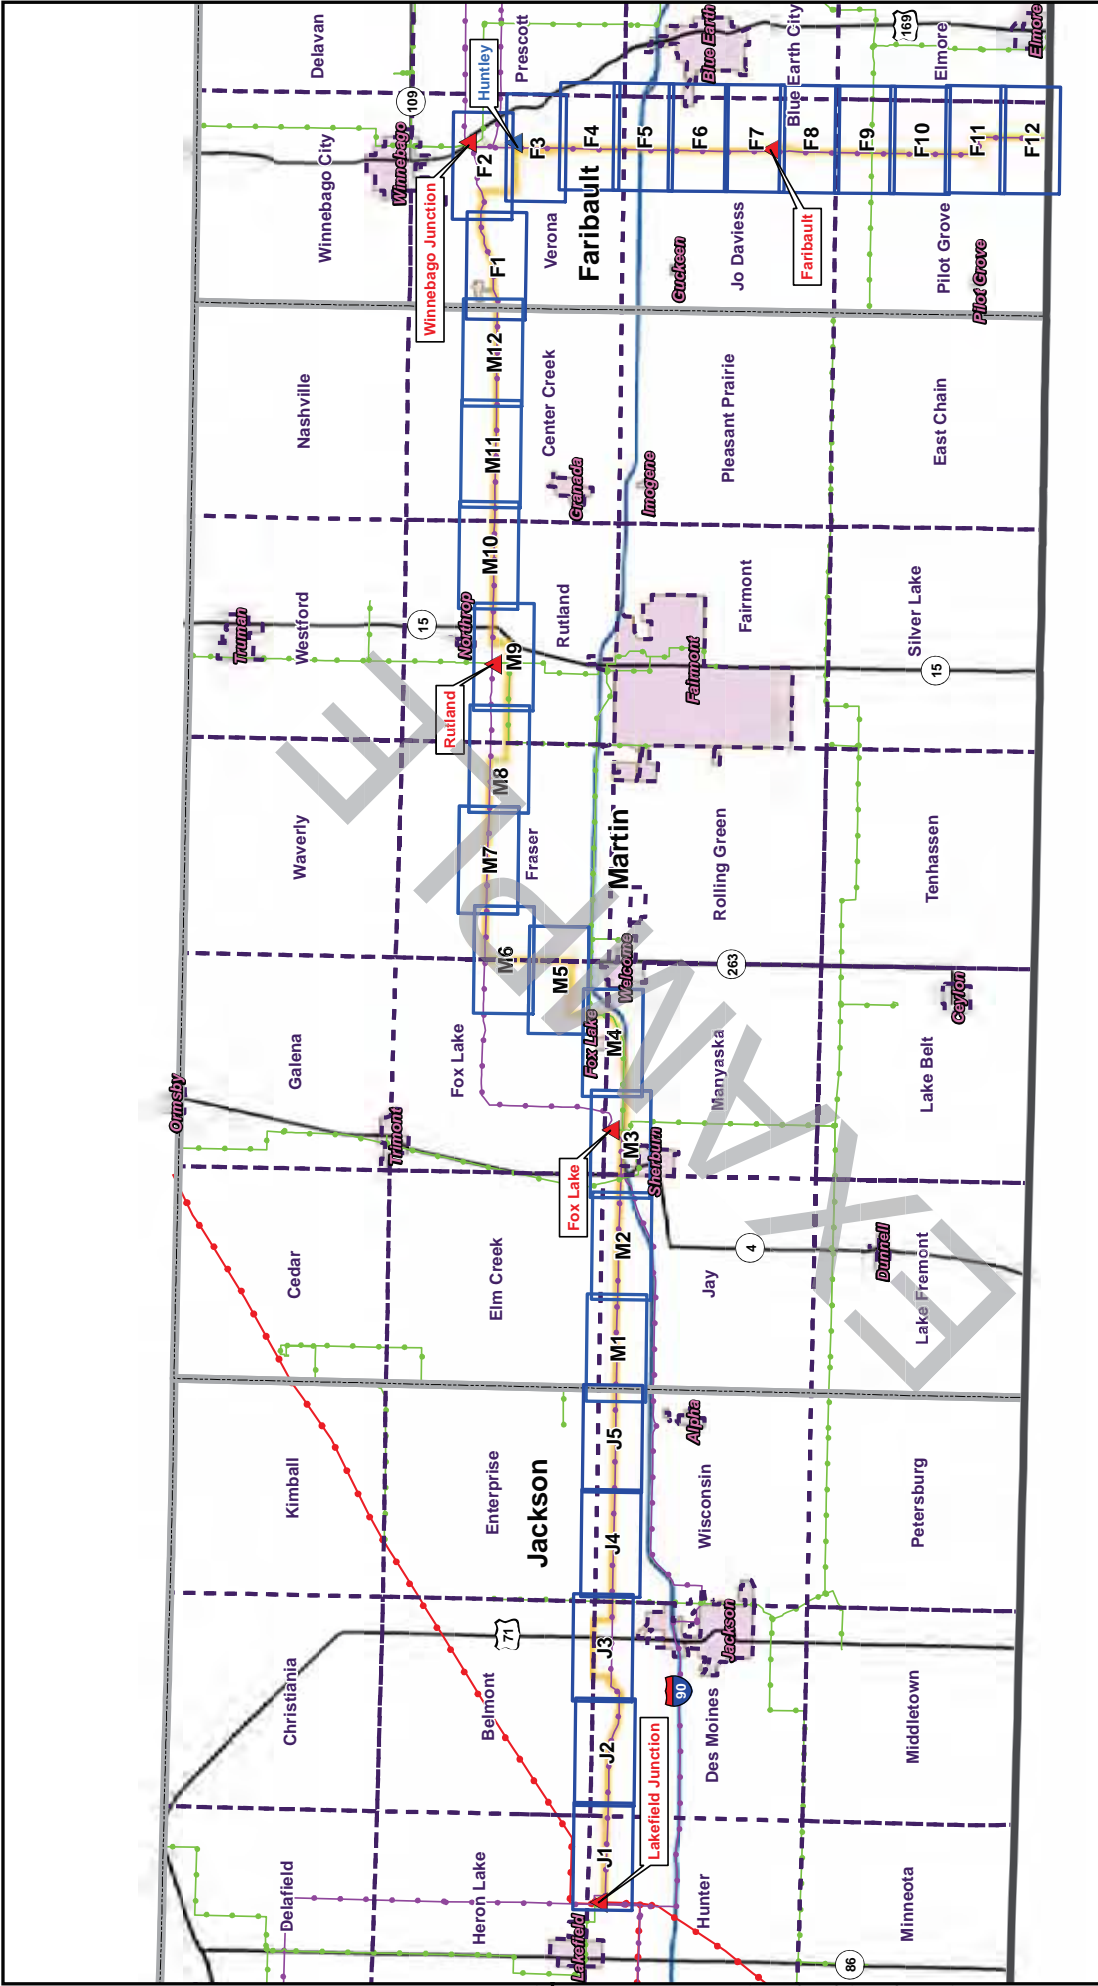 Delavan
Prescott
Blue Earth
Blue Earth City
169
Elmore
Elmore
Huntley
109
Winnebago City
Winnebago
Winnebago Junction
F2
F3
F4
F5
F6
F7
F8
F9
F10
F11
F12
F1
Verona
Faribault
Guckeen
Jo Daviess
Faribault
Pilot Grove
Pilot Grove
Nashville
M12
M11
M10
Center Creek
Granada
Imogene
Pleasant Prairie
East Chain
Truman
Westford
15
Northrop
Rutland
M9
Rutland
Fairmont
Fairmont
Silver Lake
15
Waverly
M8
M7
Fraser
Martin
Rolling Green
Tenhassen
M6
M5
M4
Fox Lake
Welcome
263
Ceylon
Ormsby
Galena
Trimont
Fox Lake
Fox Lake
M3
Sherburn
Manyaska
Lake Belt
Cedar
Elm Creek
M2
M1
Jay
4
Dunnell
Lake Fremont
Kimball
Enterprise
Jackson
J5
J4
Alpha
Wisconsin
Petersburg
Christiania
71
Belmont
J3
J2
Jackson
90
Des Moines
Middletown
Delafield
Heron Lake
J1
Lakefield Junction
Lakefield
Hunter
Minneota
86
EXAMPLE